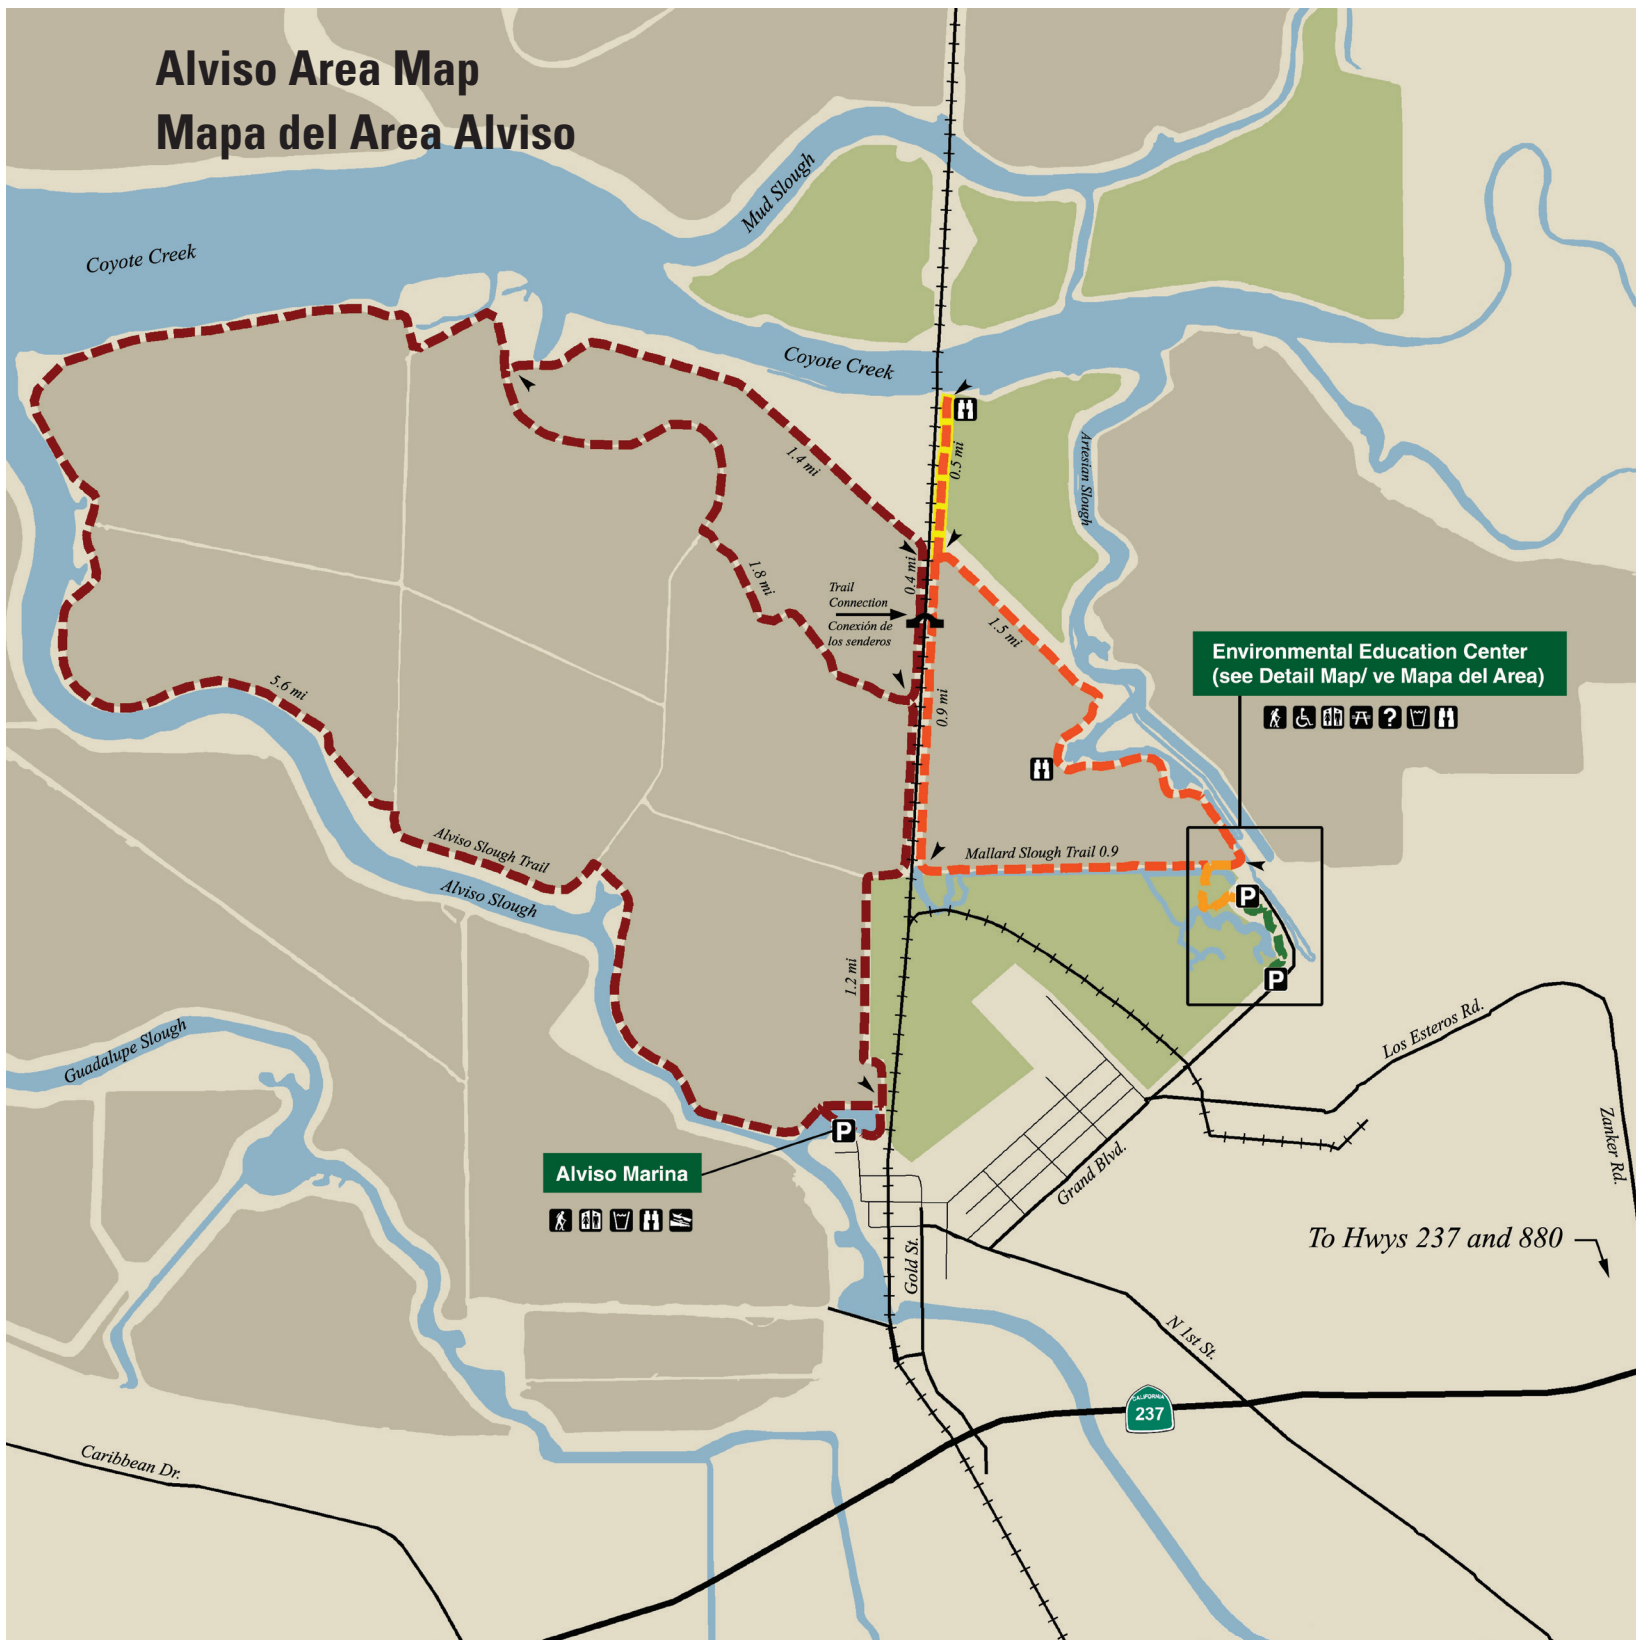 Alviso Area Map
Mapa del Area Alviso
Mud Slough
Coyote Creek
Coyote Creek
Artesian Slough
0.5 mi
1.4 mi
0.4 mi
1.8 mi
Trail
Connection
Conexión de
los senderos
1.5 mi
Environmental Education Center
(see Detail Map/ ve Mapa del Area)
?
5.6 mi
0.9 mi
Alviso Slough Trail
Mallard Slough Trail 0.9
Alviso Slough
P
1.2 mi
P
Guadalupe Slough
Los Esteros Rd.
Zanker Rd.
P
Alviso Marina
Grand Blvd.
Gold St.
To Hwys 237 and 880
N 1st St.
CALIFORNIA
237
Caribbean Dr.